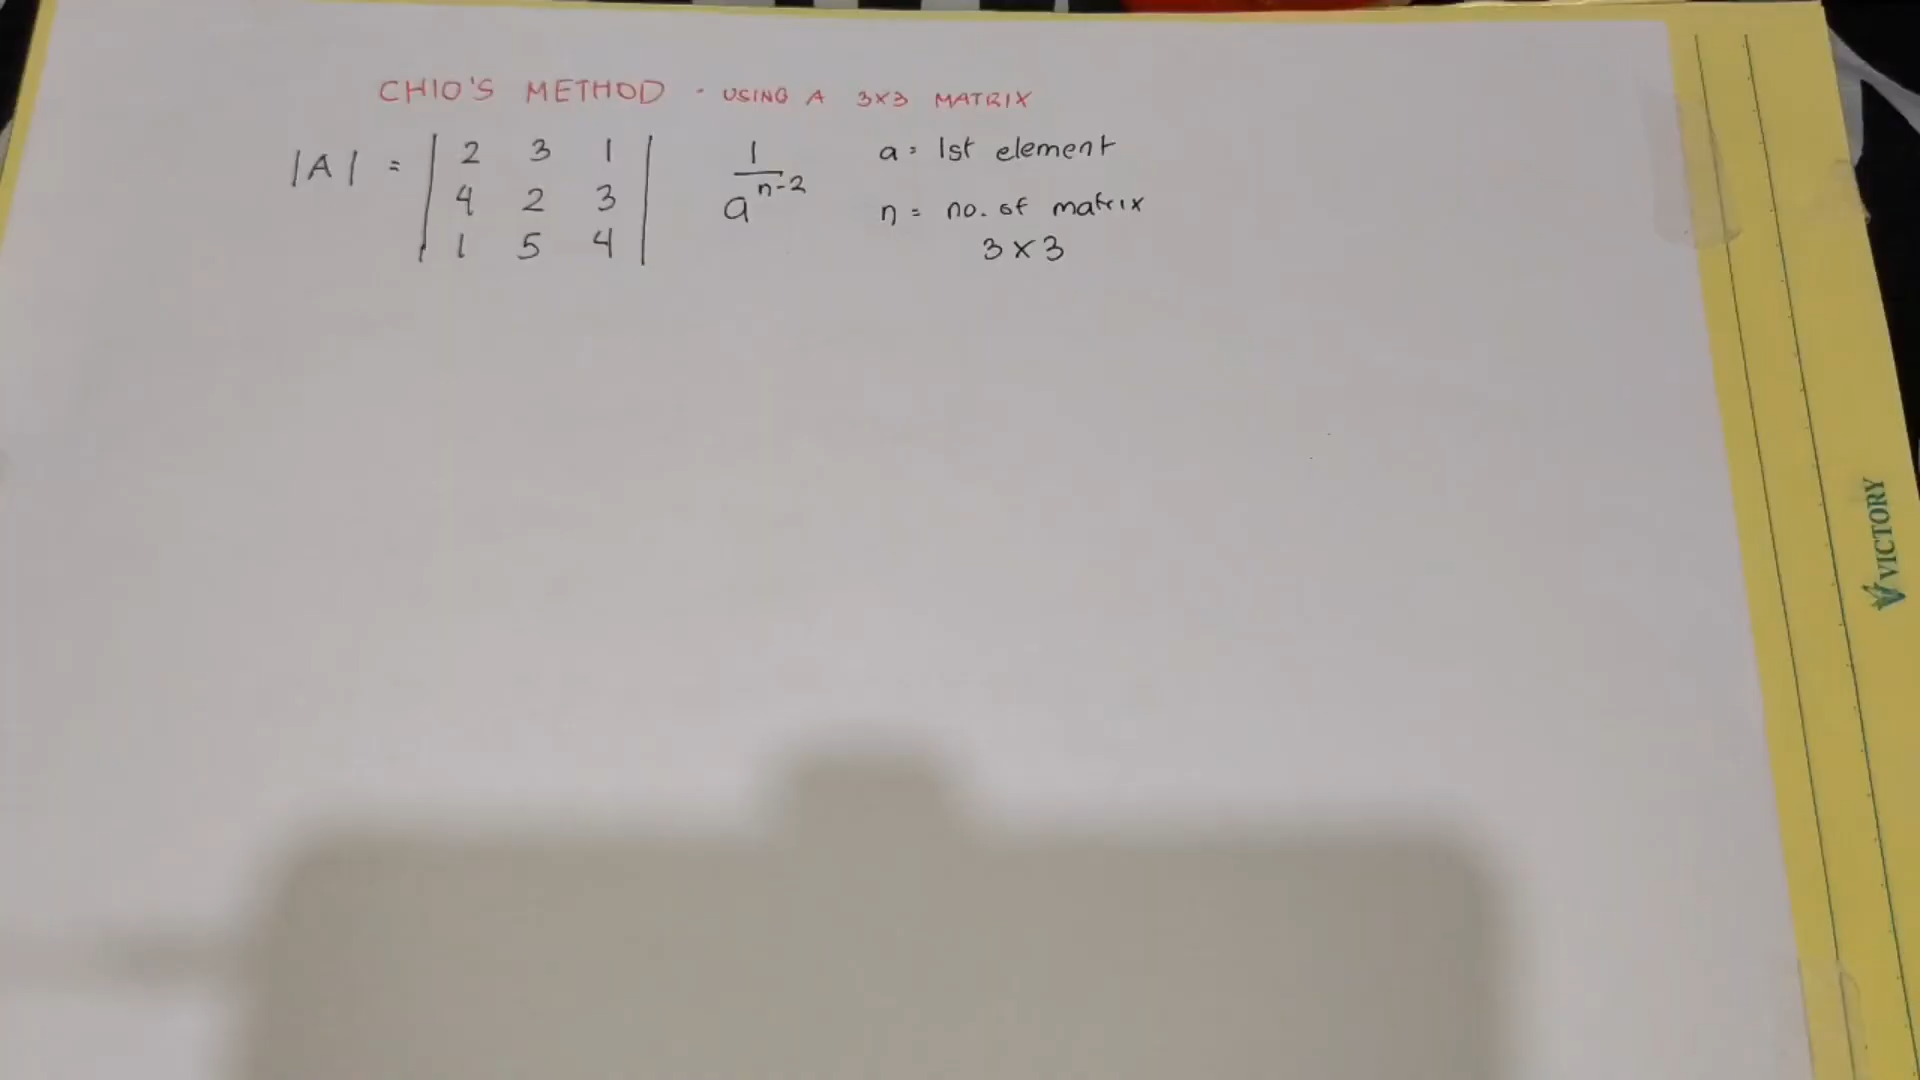 CHIO'S METHOD - USING A 3X3 MATRIX
|A| = | 2 3 1 |
4 2 3
1 5 4
1
a n-2
a = 1st element
n = no. of matrix
3 x 3
VICTORY